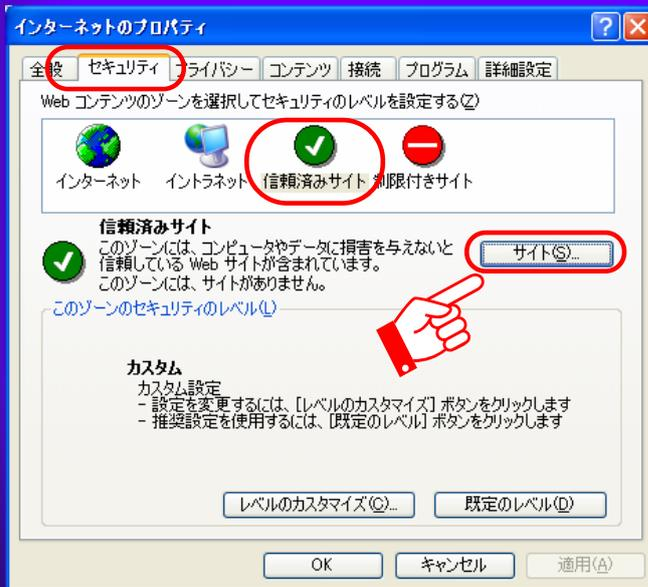 インターネットのプロパティ
全般 セキュリティ プライバシー コンテンツ 接続 プログラム 詳細設定
Web コンテンツのゾーンを選択してセキュリティのレベルを設定する(Z)
インターネット イントラネット 信頼済みサイト 制限付きサイト
信頼済みサイト
このゾーンには、コンピュータやデータに損害を与えないと
信頼している Web サイトが含まれています。
このゾーンには、サイトがありません。
サイト(S)...
このゾーンのセキュリティのレベル(L)
カスタム
カスタム設定
- 設定を変更するには、[レベルのカスタマイズ] ボタンをクリックします
- 推奨設定を使用するには、[既定のレベル] ボタンをクリックします
レベルのカスタマイズ(C)... 既定のレベル(D)
OK キャンセル 適用(A)